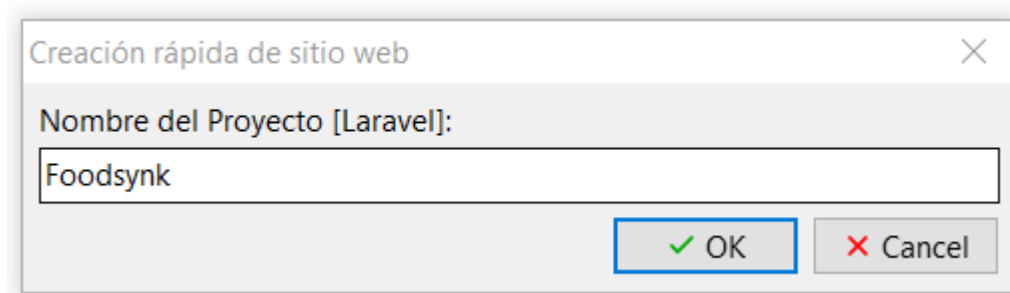 Creación rápida de sitio web
Nombre del Proyecto [Laravel]:
Foodsynk
OK
Cancel